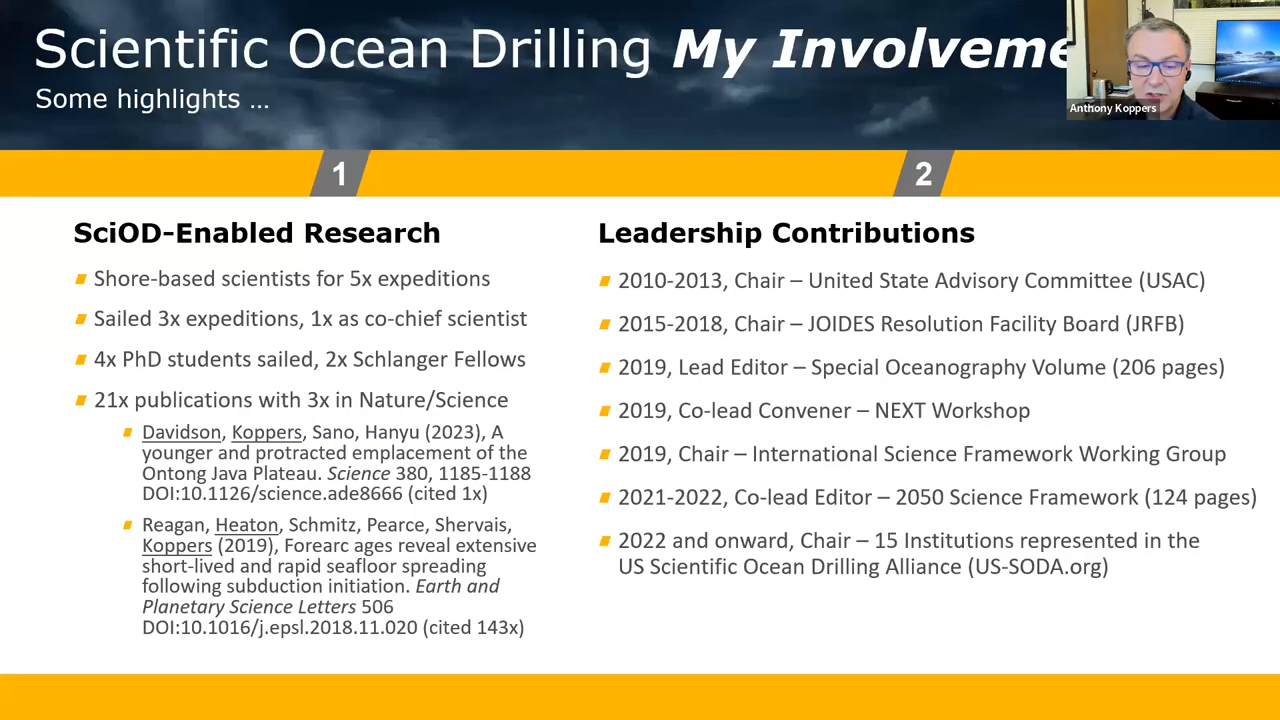 Scientific Ocean Drilling My Involveme
Some highlights …
Anthony Koppers
1
2
SciOD-Enabled Research
Shore-based scientists for 5x expeditions
Sailed 3x expeditions, 1x as co-chief scientist
4x PhD students sailed, 2x Schlanger Fellows
21x publications with 3x in Nature/Science
Davidson, Koppers, Sano, Hanyu (2023), A
younger and protracted emplacement of the
Ontong Java Plateau. Science 380, 1185-1188
DOI:10.1126/science.ade8666 (cited 1x)
Reagan, Heaton, Schmitz, Pearce, Shervais,
Koppers (2019), Forearc ages reveal extensive
short-lived and rapid seafloor spreading
following subduction initiation. Earth and
Planetary Science Letters 506
DOI:10.1016/j.epsl.2018.11.020 (cited 143x)
Leadership Contributions
2010-2013, Chair – United State Advisory Committee (USAC)
2015-2018, Chair – JOIDES Resolution Facility Board (JRFB)
2019, Lead Editor – Special Oceanography Volume (206 pages)
2019, Co-lead Convener – NEXT Workshop
2019, Chair – International Science Framework Working Group
2021-2022, Co-lead Editor – 2050 Science Framework (124 pages)
2022 and onward, Chair – 15 Institutions represented in the
US Scientific Ocean Drilling Alliance (US-SODA.org)